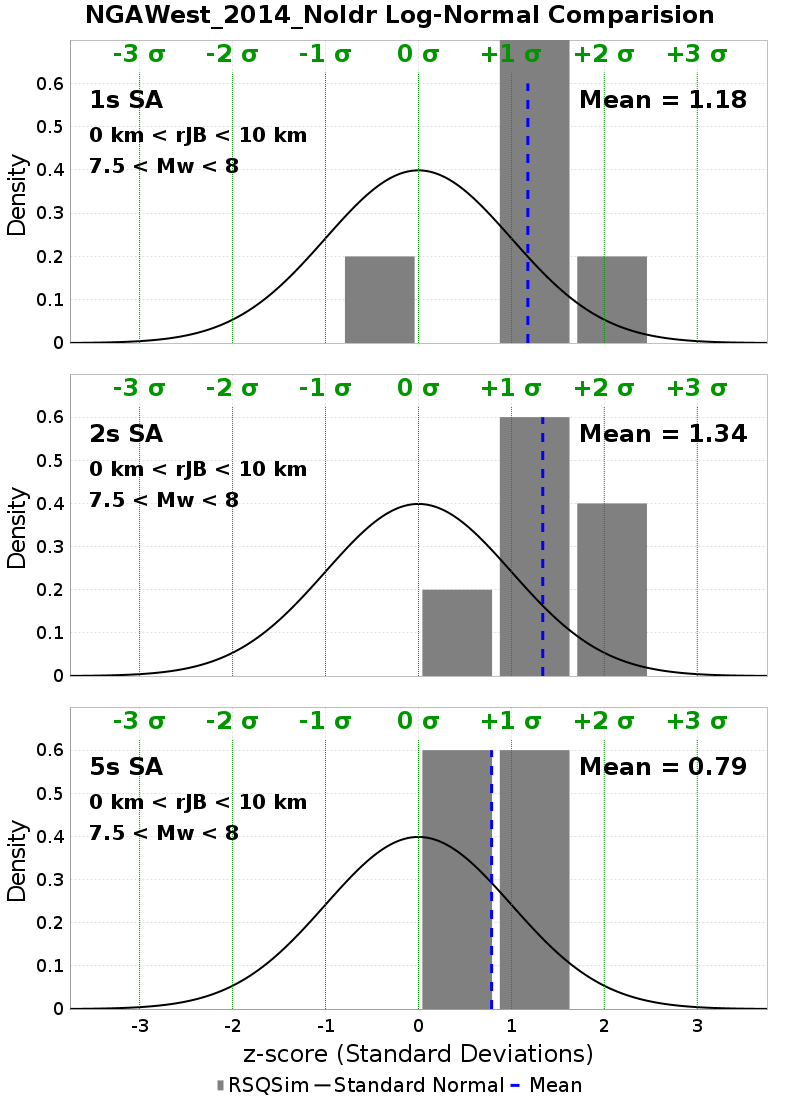 NGAWest_2014_NoIdr Log-Normal Comparision
-3 σ -2 σ -1 σ 0 σ +1 σ +2 σ +3 σ
1s SA
Mean = 1.18
0 km < rJB < 10 km
7.5 < Mw < 8
Density
0.6
0.5
0.4
0.3
0.2
0.1
0
-3 σ -2 σ -1 σ 0 σ +1 σ +2 σ +3 σ
2s SA
Mean = 1.34
0 km < rJB < 10 km
7.5 < Mw < 8
Density
0.6
0.5
0.4
0.3
0.2
0.1
0
-3 σ -2 σ -1 σ 0 σ +1 σ +2 σ +3 σ
5s SA
Mean = 0.79
0 km < rJB < 10 km
7.5 < Mw < 8
Density
0.6
0.5
0.4
0.3
0.2
0.1
0
-3 -2 -1 0 1 2 3
z-score (Standard Deviations)
RSQSim Standard Normal Mean